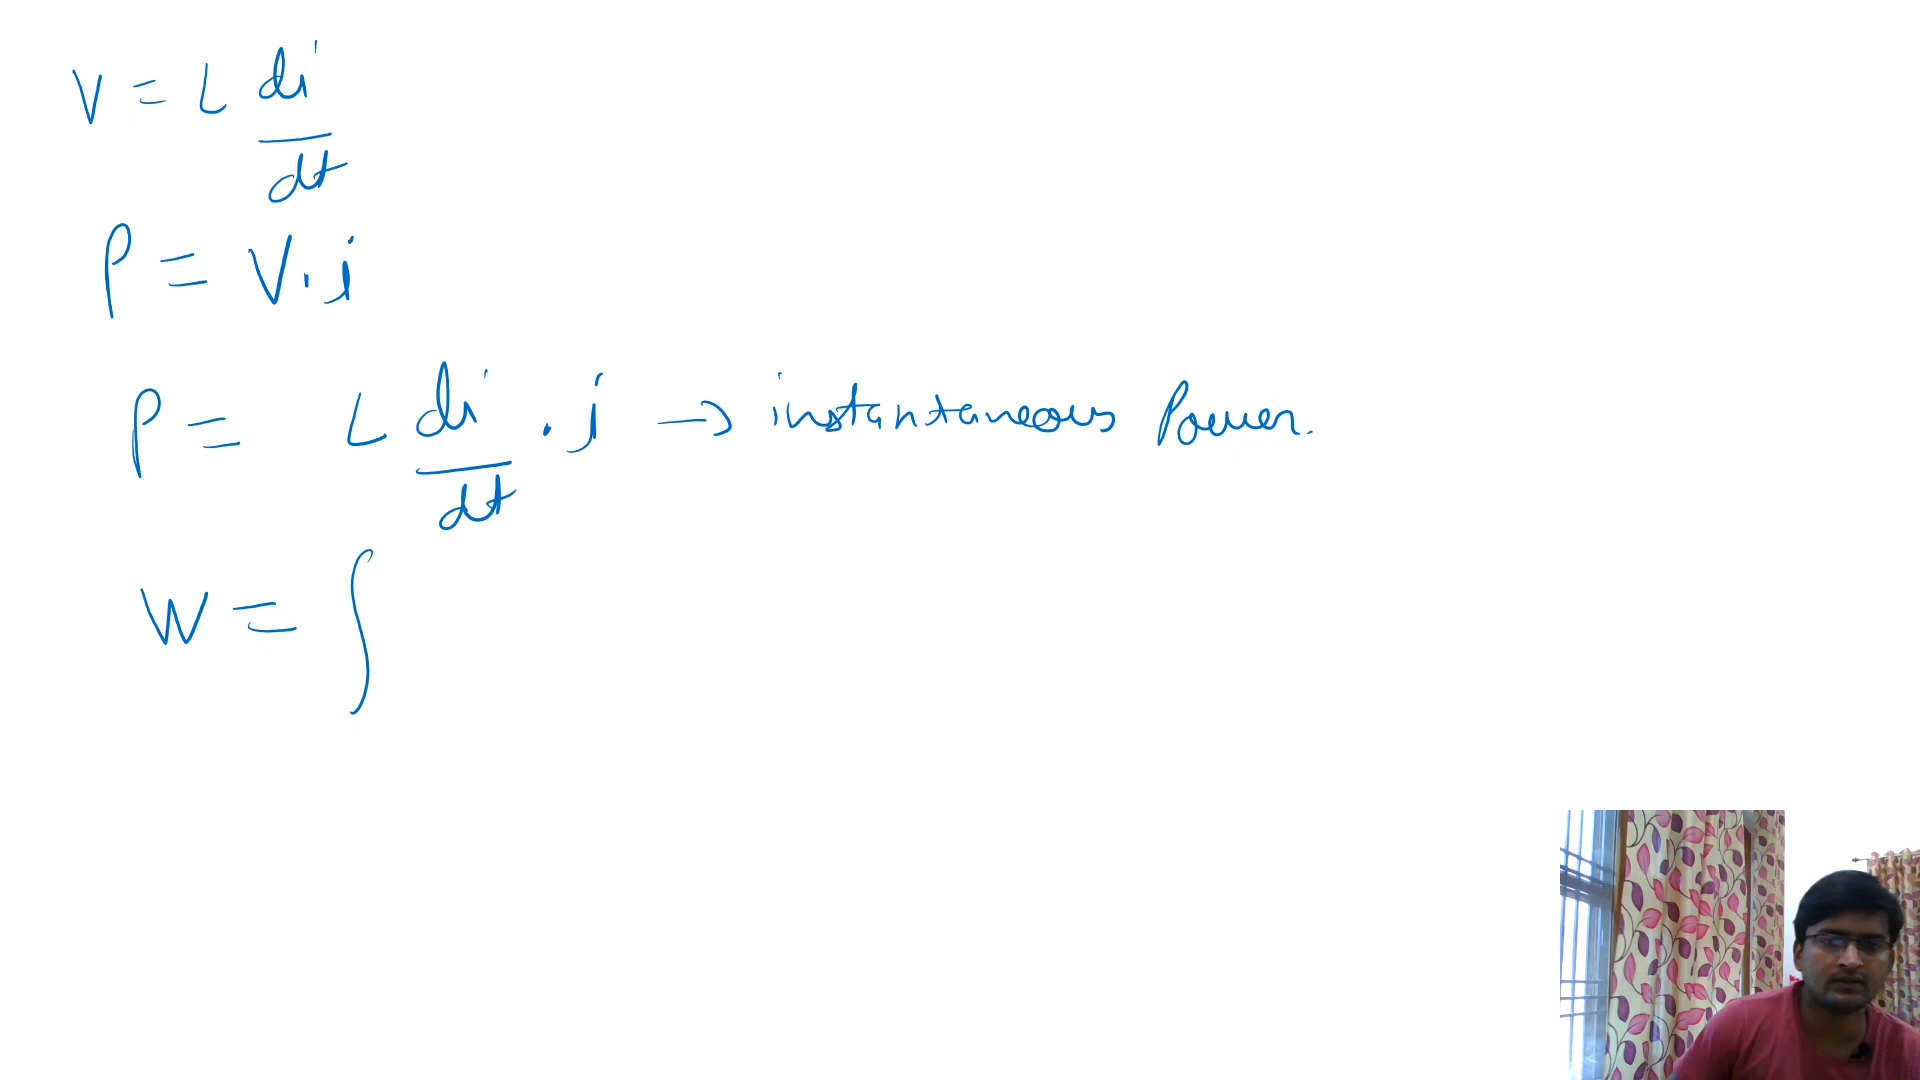 V = L di/dt
P = V.i
P = L di/dt . i → instantaneous Power.
W = ∫